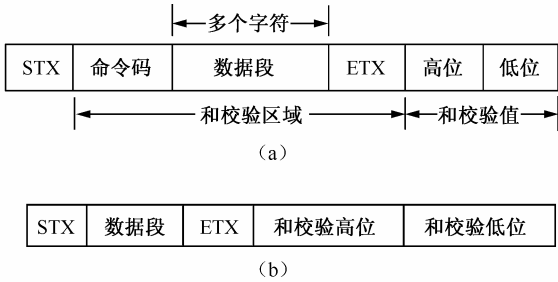 多个字符
STX 命令码 数据段 ETX 高位 低位
和校验区域 和校验值
(a)
STX 数据段 ETX 和校验高位 和校验低位
(b)